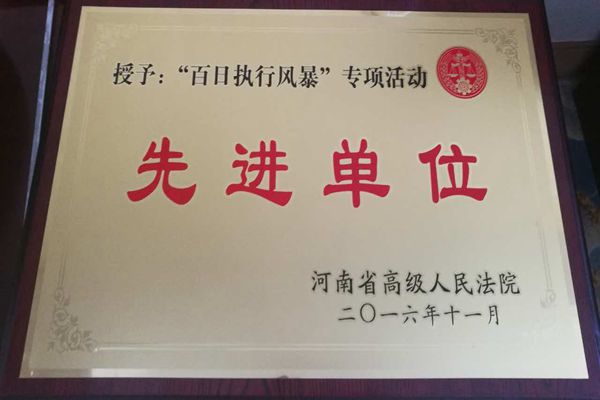 授予：“百日执行风暴”专项活动
先进单位
河南省高级人民法院
二〇一六年十一月